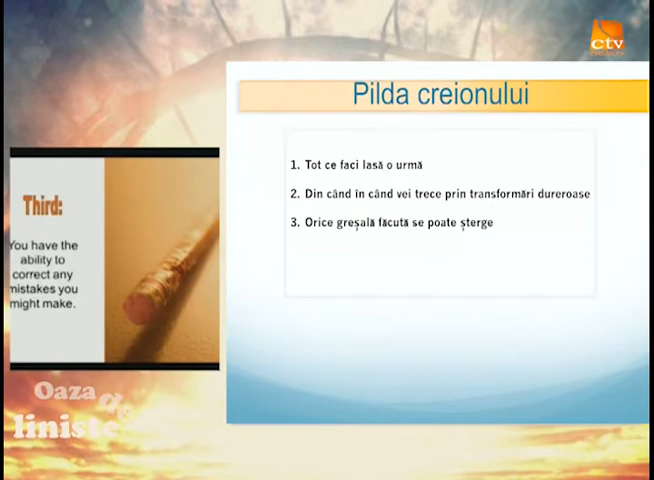 ctv
Pilda creionului
1. Tot ce faci lasă o urmă
2. Din când în când vei trece prin transformări dureroase
3. Orice greșală făcută se poate șterge
Third:
You have the
ability to
correct any
mistakes you
might make.
Oaza de
liniste